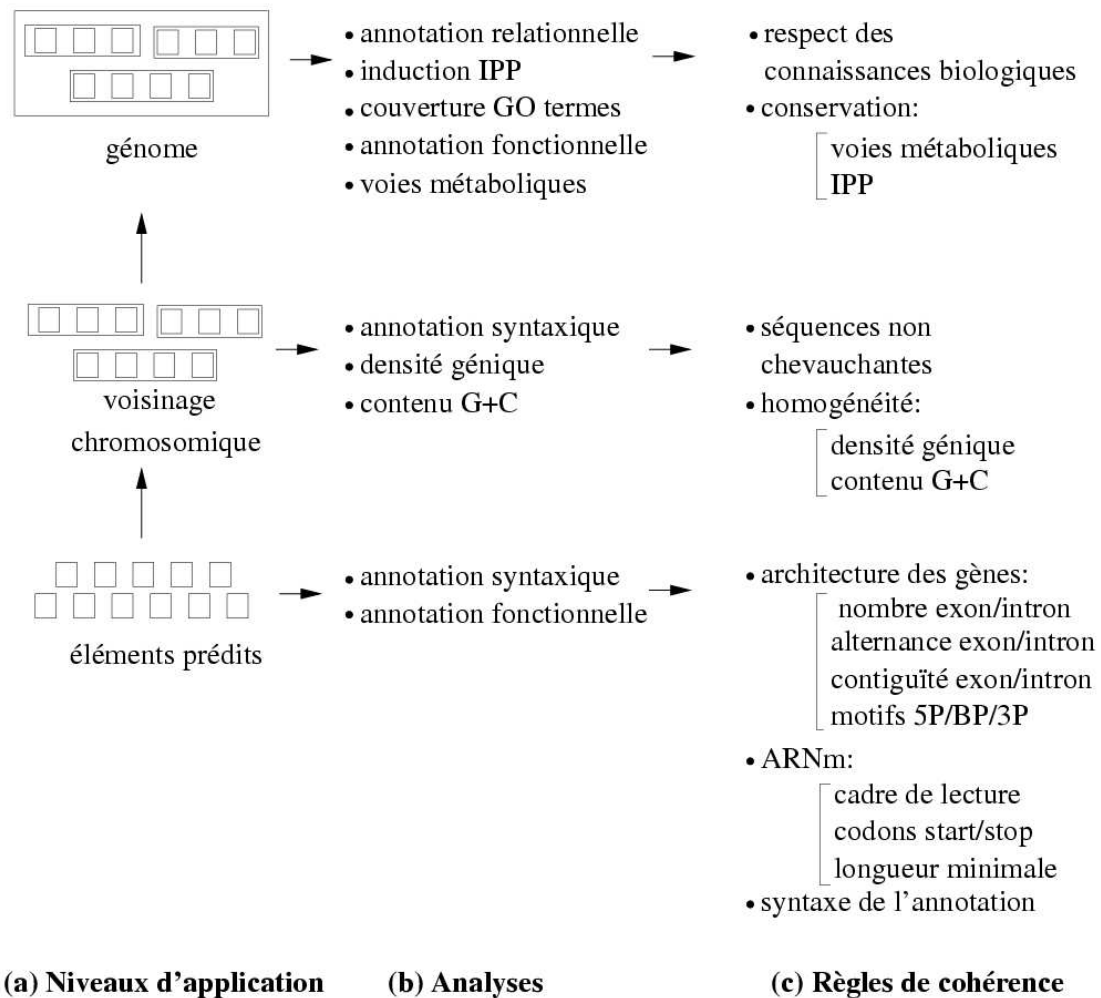 génome
• annotation relationnelle
• induction IPP
• couverture GO termes
• annotation fonctionnelle
• voies métaboliques
• respect des
connaissances biologiques
• conservation:
voies métaboliques
IPP
voisinage
chromosomique
• annotation syntaxique
• densité génique
• contenu G+C
• séquences non
chevauchantes
• homogénéité:
densité génique
contenu G+C
éléments prédits
• annotation syntaxique
• annotation fonctionnelle
• architecture des gènes:
nombre exon/intron
alternance exon/intron
contiguïté exon/intron
motifs 5P/BP/3P
• ARNm:
cadre de lecture
codons start/stop
longueur minimale
• syntaxe de l'annotation
(a) Niveaux d'application
(b) Analyses
(c) Règles de cohérence